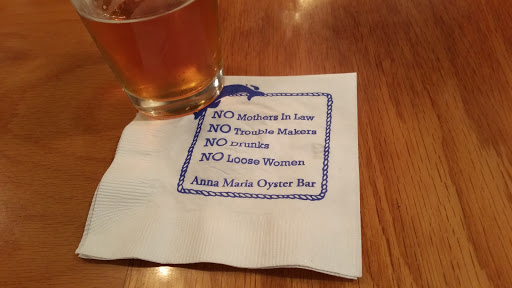 NO Mothers In Law
NO Trouble Makers
NO Drunks
NO Loose Women
Anna Maria Oyster Bar